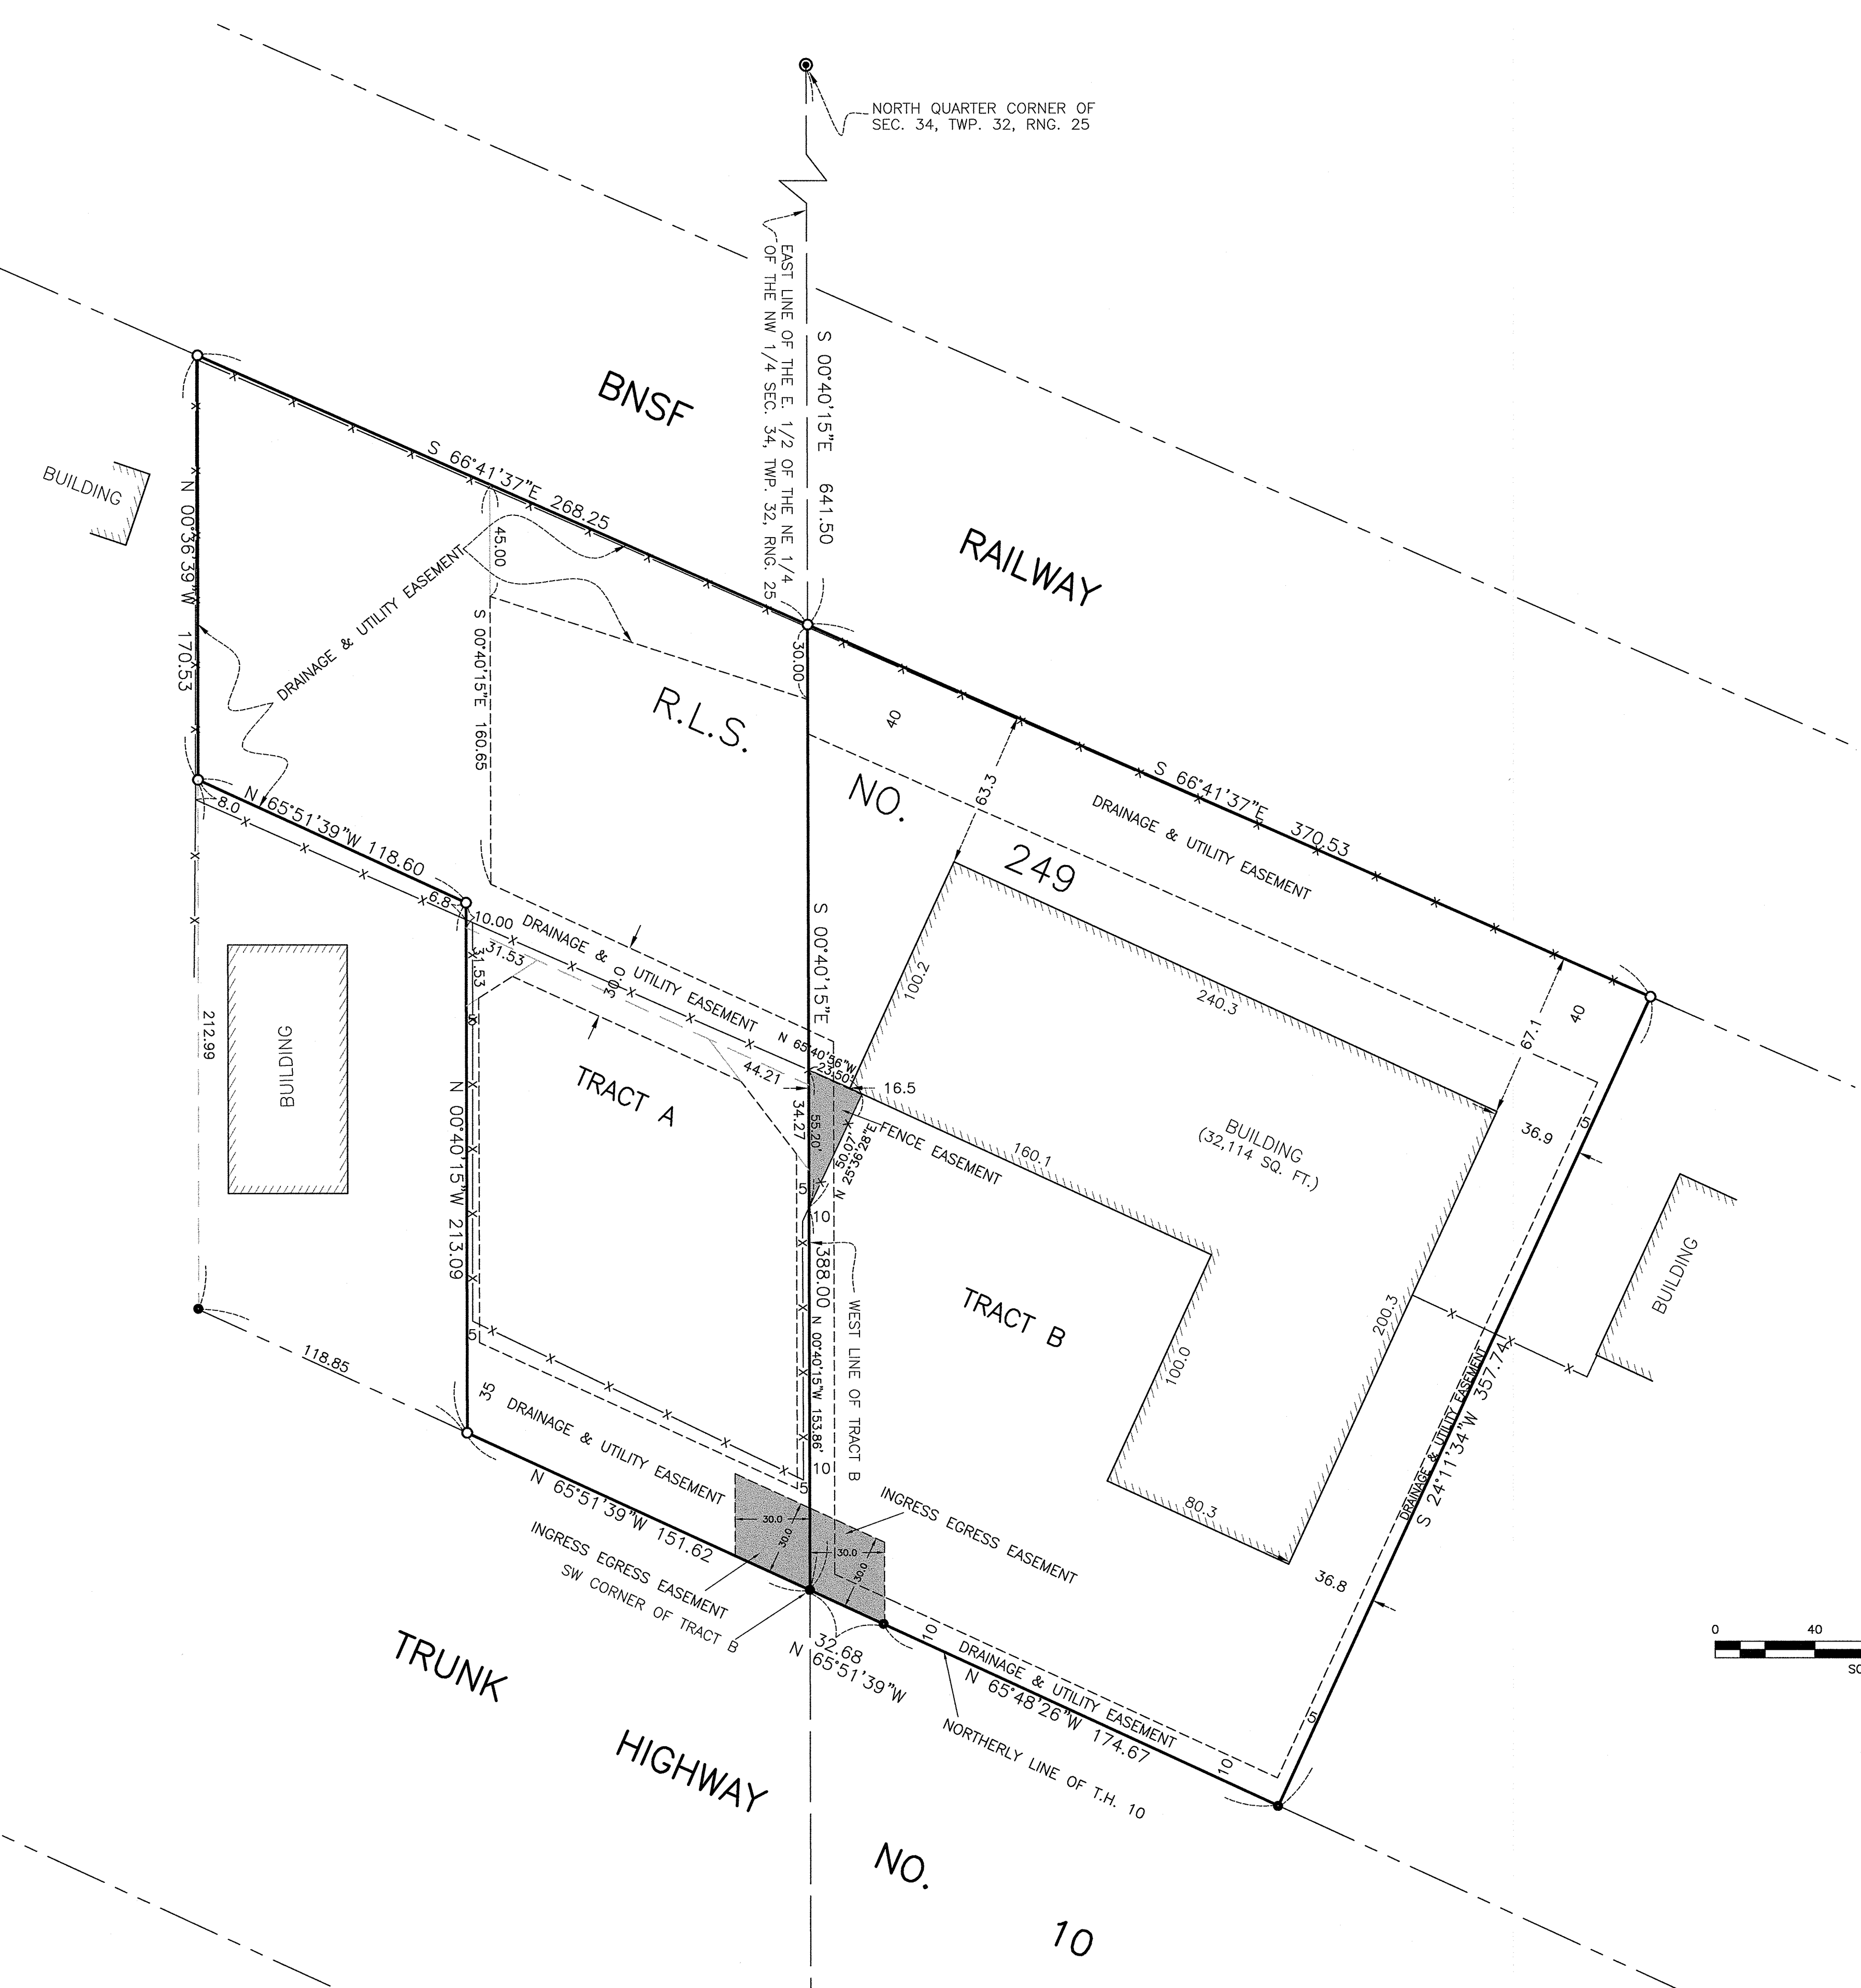 NORTH QUARTER CORNER OF
SEC. 34, TWP. 32, RNG. 25
EAST LINE OF THE E. 1/2 OF THE NE 1/4
OF THE NW 1/4 SEC. 34, TWP. 32, RNG. 25
S 00°40'15"E 641.50
BNSF
RAILWAY
BUILDING
N 00°36'39"W 170.53
S 66°41'37"E 268.25
45.00
DRAINAGE & UTILITY EASEMENT
S 00°40'15"E 160.65
30.00
R.L.S.
NO.
249
40
63.3
S 66°41'37"E 370.53
DRAINAGE & UTILITY EASEMENT
8.0
N 65°51'39"W 118.60
6.8
10.00
31.53
31.53
DRAINAGE & UTILITY EASEMENT
30.0
S 00°40'15"E
388.00
100.2
240.3
67.1
40
N 65°40'56"W
23.50'
16.5
44.21
34.27
55.20'
50.07'
N 25°36'28"E
FENCE EASEMENT
160.1
BUILDING
(32,114 SQ. FT.)
36.9
5
212.99
BUILDING
TRACT A
5
N 00°40'15"W 213.09
5
10
WEST LINE OF TRACT B
N 00°40'15"W 153.86'
TRACT B
100.0
200.3
BUILDING
118.85
5
35
DRAINAGE & UTILITY EASEMENT
10
5
INGRESS EGRESS EASEMENT
30.0
30.0
30.0
30.0
80.3
DRAINAGE & UTILITY EASEMENT
S 24°11'34"W 357.74
36.8
N 65°51'39"W 151.62
INGRESS EGRESS EASEMENT
SW CORNER OF TRACT B
32.68
N 65°51'39"W
10
DRAINAGE & UTILITY EASEMENT
N 65°48'26"W 174.67
NORTHERLY LINE OF T.H. 10
10
5
TRUNK
HIGHWAY
NO.
10
0 40
SC